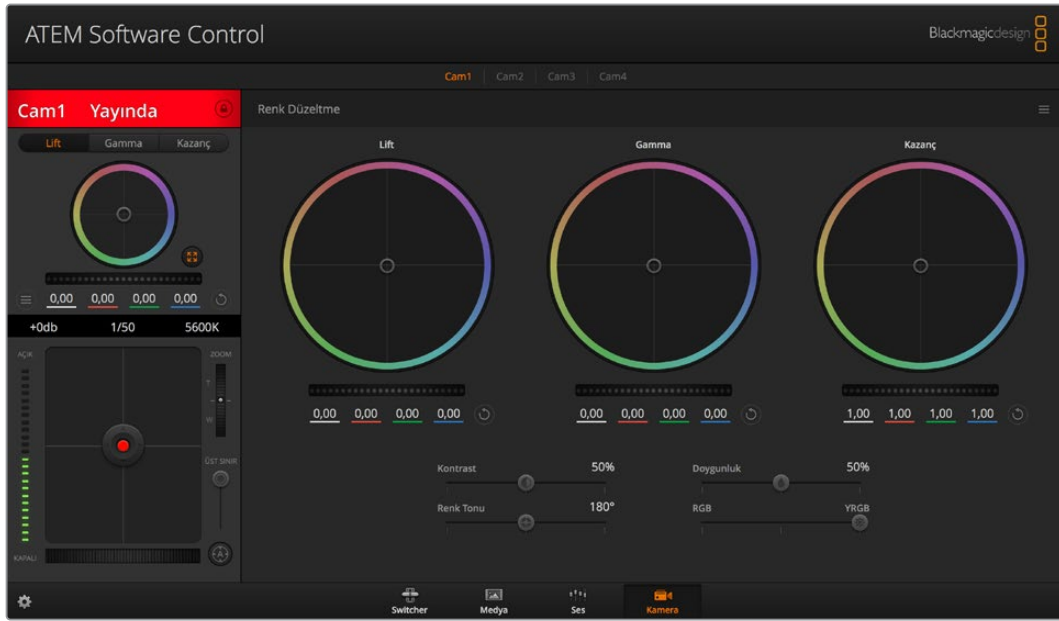 ATEM Software Control
Blackmagicdesign
Cam1 Cam2 Cam3 Cam4
Cam1 Yayında
Renk Düzeltme
Lift Gamma Kazanç
Lift Gamma Kazanç
0,00 0,00 0,00 0,00
+0db 1/50 5600K
AÇIK
ZOOM
T
W
ÜST SINIR
KAPALI
A
0,00 0,00 0,00 0,00
0,00 0,00 0,00 0,00
1,00 1,00 1,00 1,00
Kontrast 50%
Doygunluk 50%
Renk Tonu 180°
RGB YRGB
Switcher Medya Ses Kamera